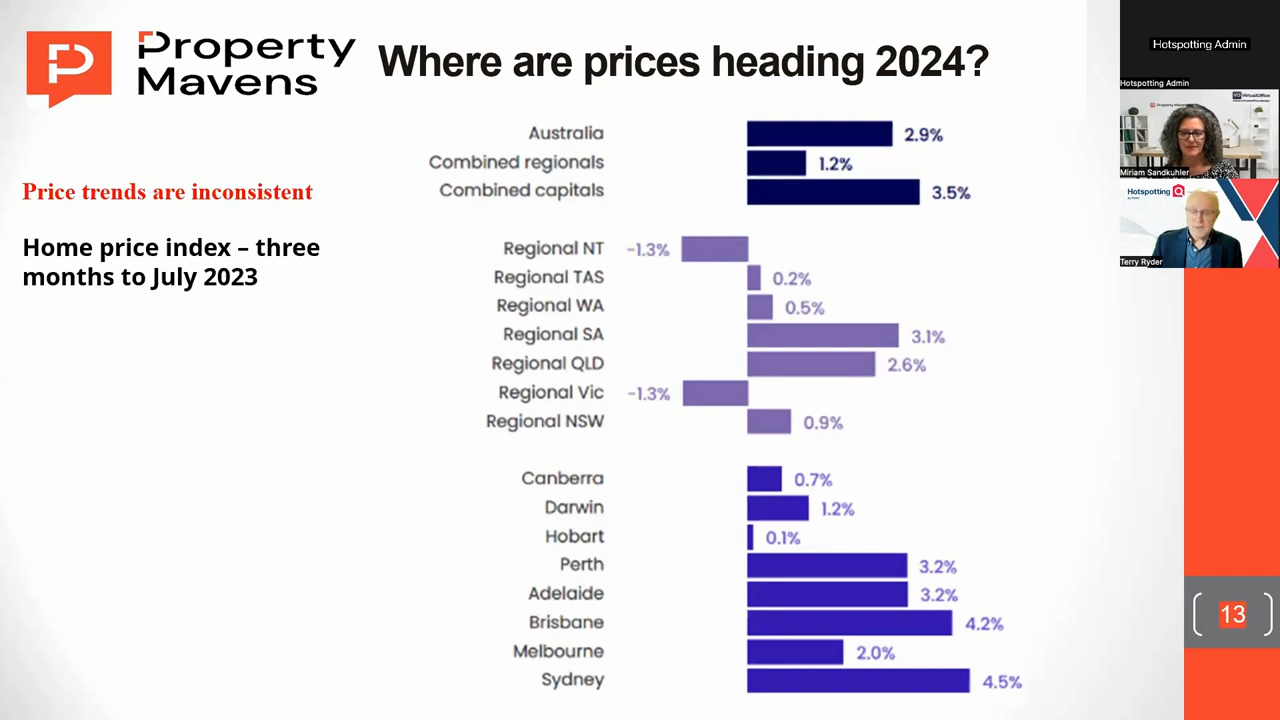 Property
Mavens
Where are prices heading 2024?
Price trends are inconsistent
Home price index – three
months to July 2023
Australia 2.9%
Combined regionals 1.2%
Combined capitals 3.5%
Regional NT -1.3%
Regional TAS 0.2%
Regional WA 0.5%
Regional SA 3.1%
Regional QLD 2.6%
Regional Vic -1.3%
Regional NSW 0.9%
Canberra 0.7%
Darwin 1.2%
Hobart 0.1%
Perth 3.2%
Adelaide 3.2%
Brisbane 4.2%
Melbourne 2.0%
Sydney 4.5%
Hotspotting Admin
Hotspotting Admin
VirtualOffice
Property Mavens
Miriam Sandkuhler
Hotspotting
Terry Ryder
13